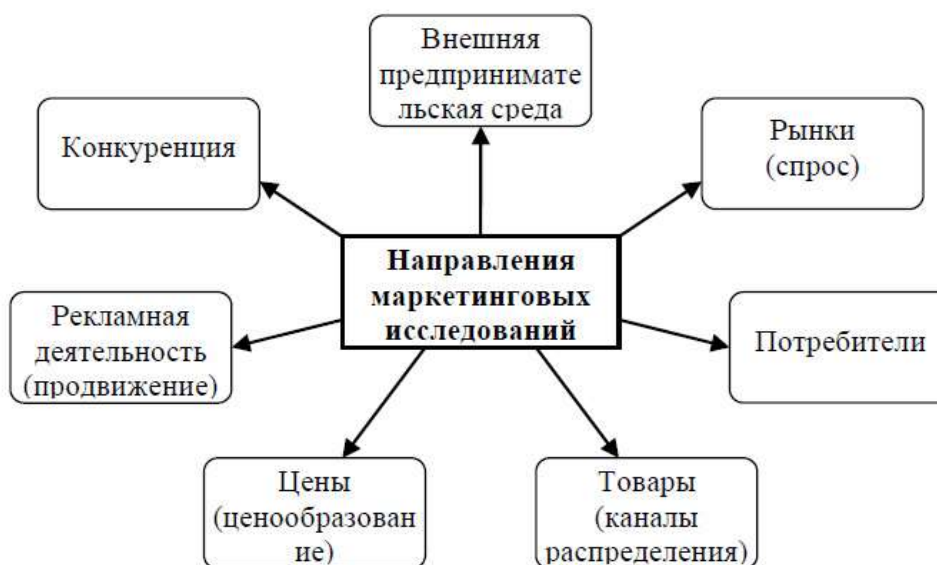 Внешняя
предпринимате
льская среда
Конкуренция
Рынки
(спрос)
Направления
маркетинговых
исследований
Рекламная
деятельность
(продвижение)
Потребители
Цены
(ценообразован
ие)
Товары
(каналы
распределения)